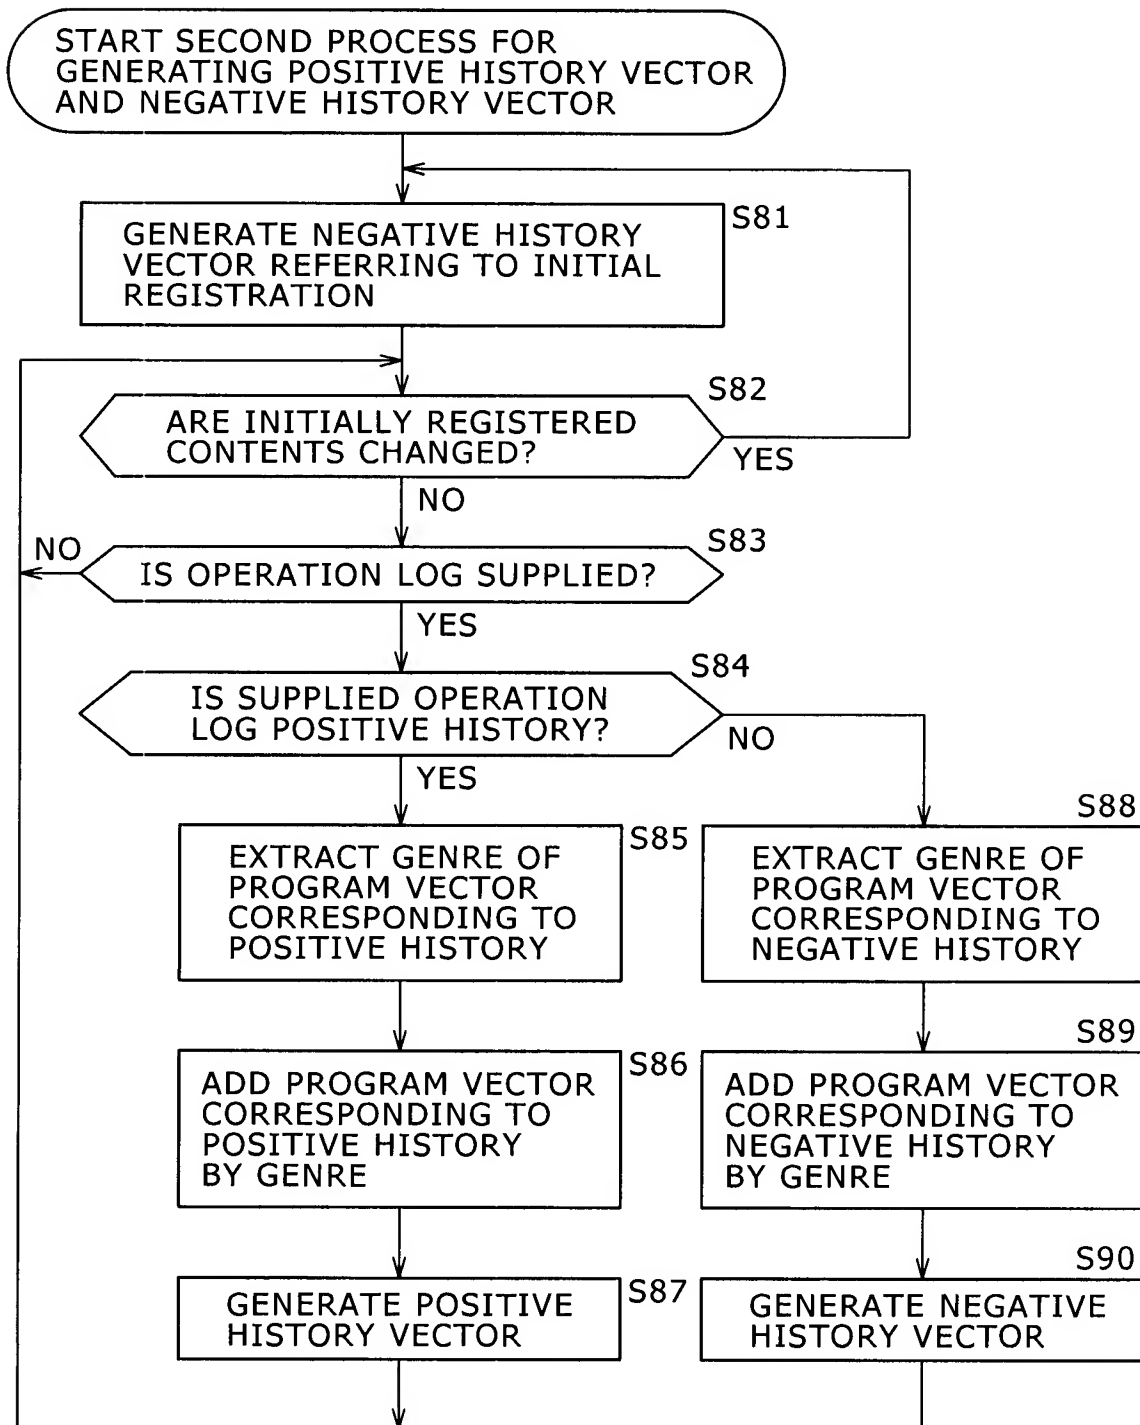 START SECOND PROCESS FOR
GENERATING POSITIVE HISTORY VECTOR
AND NEGATIVE HISTORY VECTOR
S81
GENERATE NEGATIVE HISTORY
VECTOR REFERRING TO INITIAL
REGISTRATION
S82
ARE INITIALLY REGISTERED
CONTENTS CHANGED?
YES
NO
S83
NO
IS OPERATION LOG SUPPLIED?
YES
S84
IS SUPPLIED OPERATION
LOG POSITIVE HISTORY?
NO
YES
S85
EXTRACT GENRE OF
PROGRAM VECTOR
CORRESPONDING TO
POSITIVE HISTORY
S88
EXTRACT GENRE OF
PROGRAM VECTOR
CORRESPONDING TO
NEGATIVE HISTORY
S86
ADD PROGRAM VECTOR
CORRESPONDING TO
POSITIVE HISTORY
BY GENRE
S89
ADD PROGRAM VECTOR
CORRESPONDING TO
NEGATIVE HISTORY
BY GENRE
S87
GENERATE POSITIVE
HISTORY VECTOR
S90
GENERATE NEGATIVE
HISTORY VECTOR